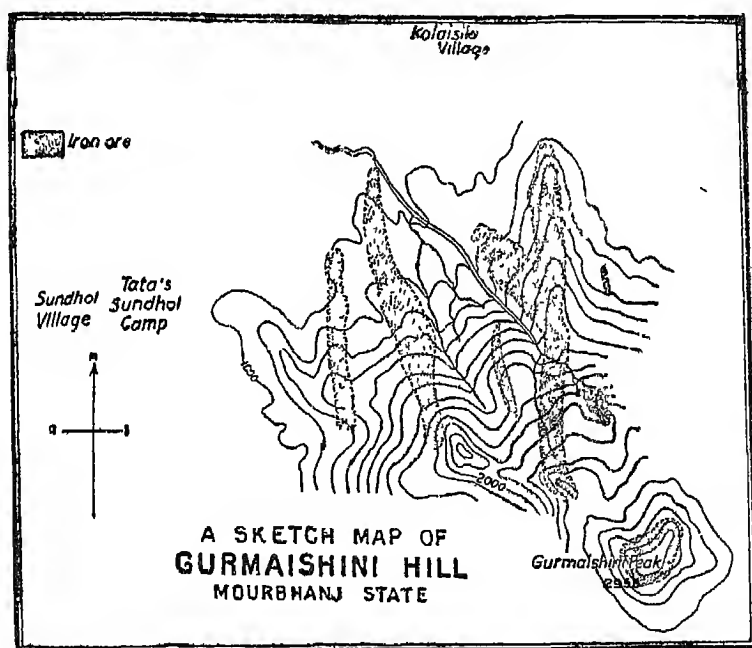 Kolaisila
Village
Iron ore
Tata's
Sundhol
Camp
Sundhol
Village
N
1200
2000
A SKETCH MAP OF
GURMAISHINI HILL
MOURBHANJ STATE
Gurmaishini Peak